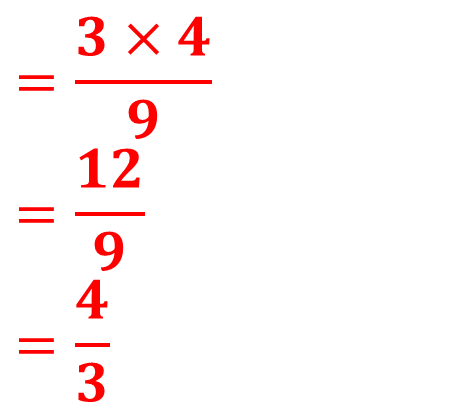 = 3 × 4 / 9
= 12 / 9
= 4 / 3